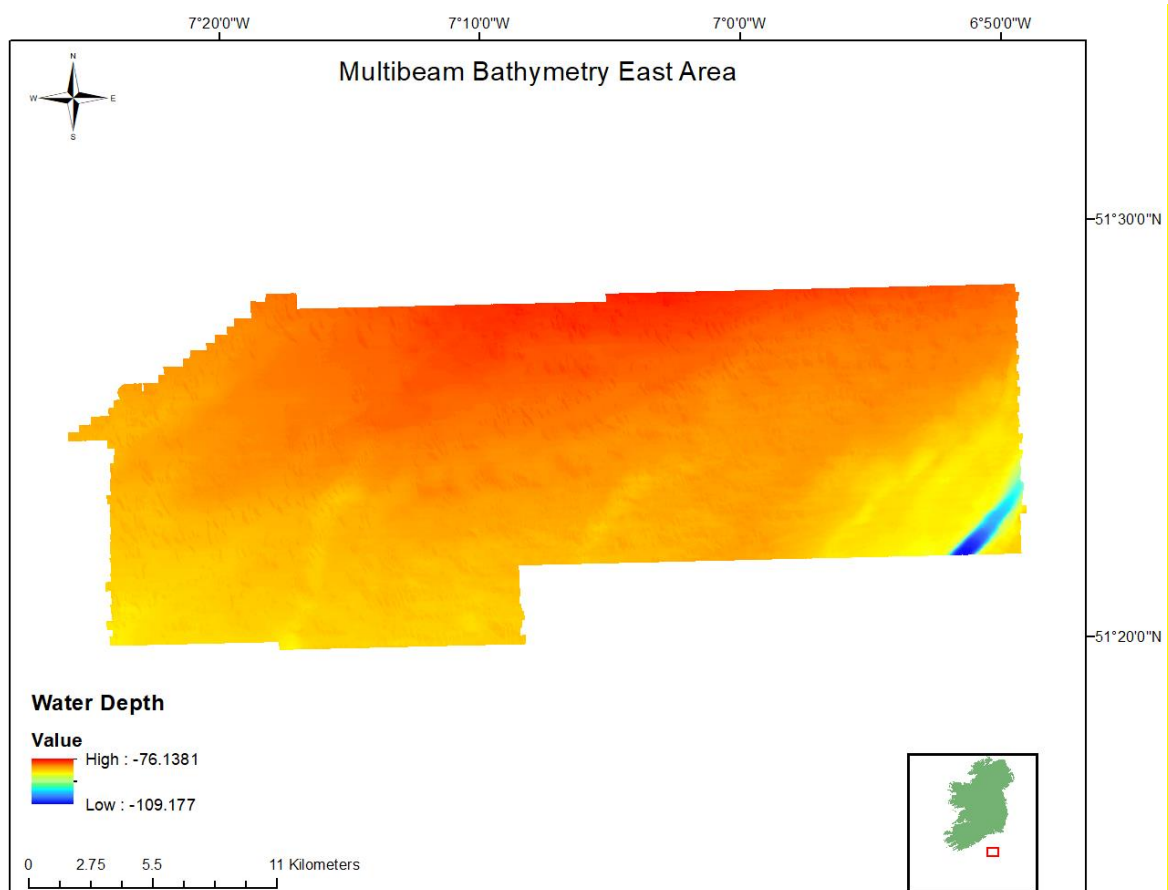 7°20'0"W 7°10'0"W 7°0'0"W 6°50'0"W
Multibeam Bathymetry East Area
N
W E
S
51°30'0"N
51°20'0"N
Water Depth
Value
High : -76.1381
Low : -109.177
0 2.75 5.5 11 Kilometers